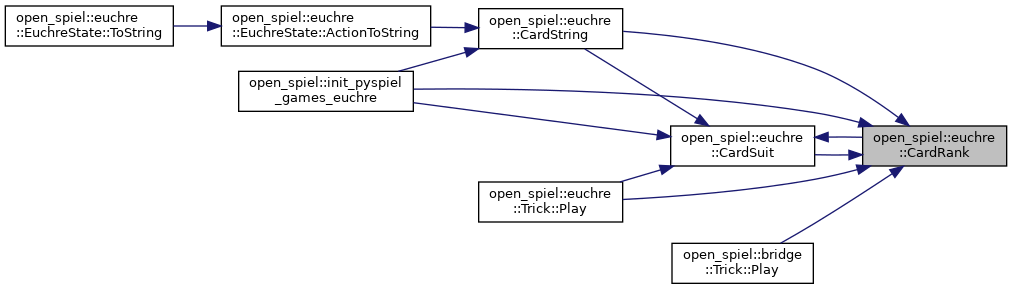 open_spiel::euchre
::EuchreState::ToString
open_spiel::euchre
::EuchreState::ActionToString
open_spiel::euchre
::CardString
open_spiel::init_pyspiel
_games_euchre
open_spiel::euchre
::CardSuit
open_spiel::euchre
::CardRank
open_spiel::euchre
::Trick::Play
open_spiel::bridge
::Trick::Play